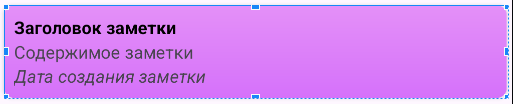 Заголовок заметки
Содержимое заметки
Дата создания заметки